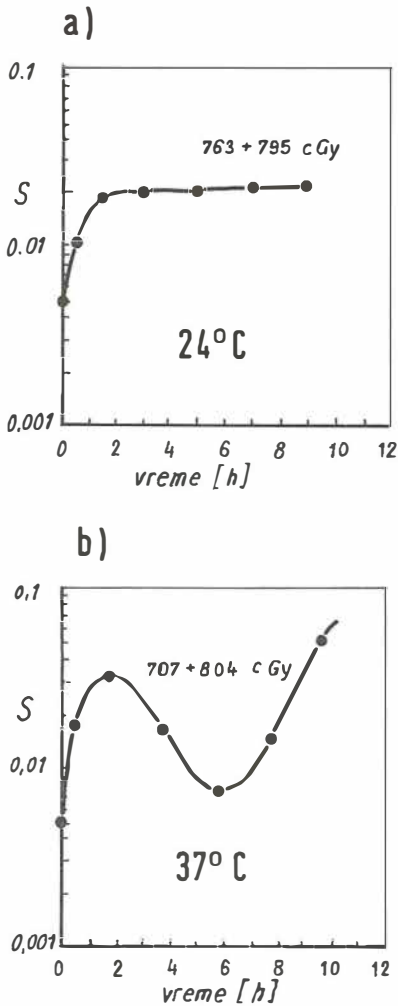 a)
0.1
763 + 795 cGy
S
0.01
24°C
0,001
0 2 4 6 8 10 12
vreme [h]
b)
0,1
707 + 804 cGy
S
0,01
37°C
0,001
0 2 4 6 8 10 12
vreme [h]